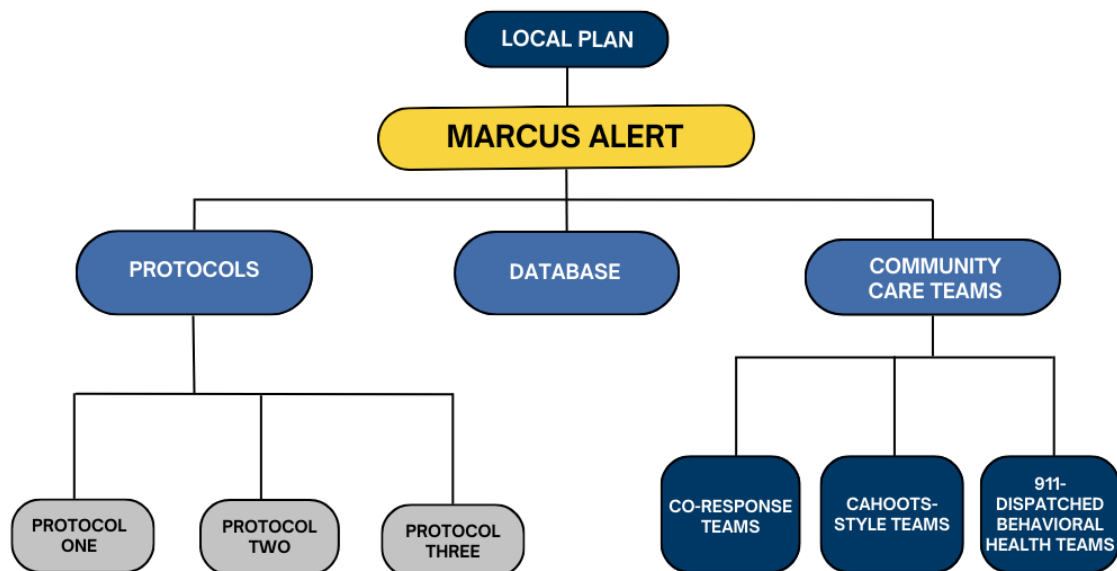 LOCAL PLAN
MARCUS ALERT
PROTOCOLS
DATABASE
COMMUNITY
CARE TEAMS
PROTOCOL
ONE
PROTOCOL
TWO
PROTOCOL
THREE
CO-RESPONSE
TEAMS
CAHOOTS-
STYLE TEAMS
911-
DISPATCHED
BEHAVIORAL
HEALTH TEAMS